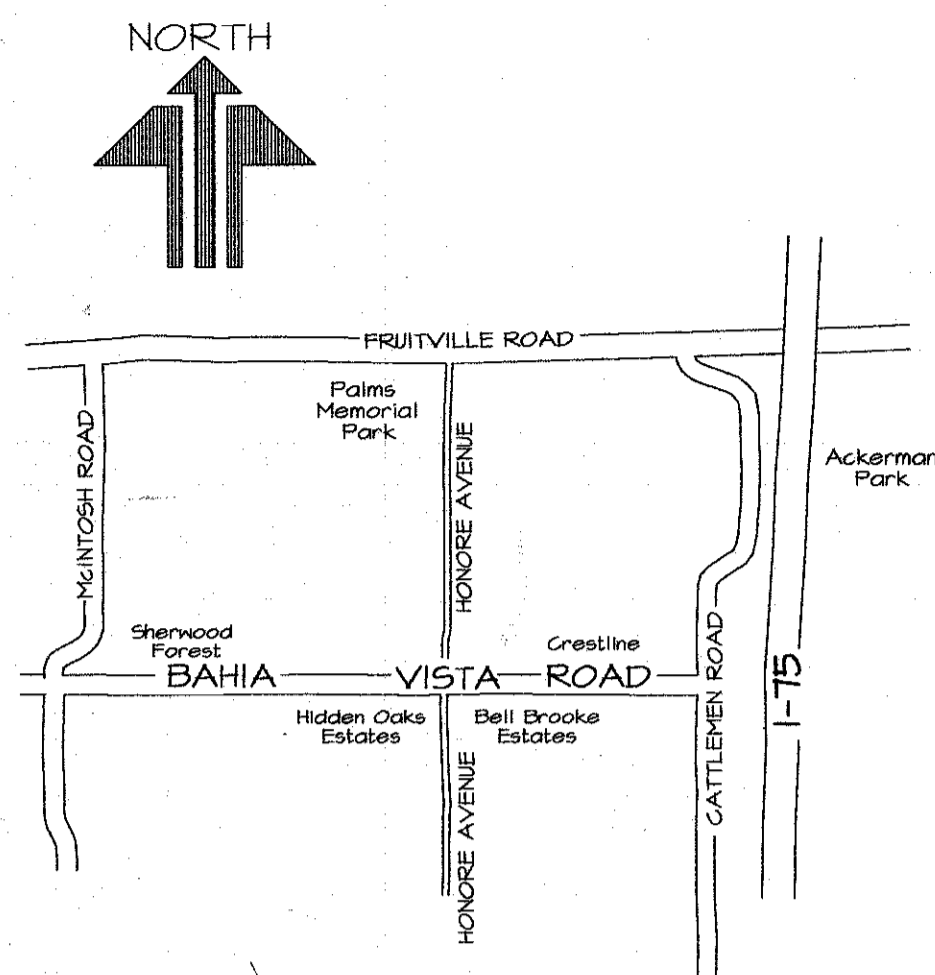 NORTH
FRUITVILLE ROAD
Palms
Memorial
Park
McINTOSH ROAD
HONORE AVENUE
Ackerman
Park
Sherwood
Forest
Crestline
BAHIA VISTA ROAD
Hidden Oaks
Estates
Bell Brooke
Estates
CATTLEMEN ROAD
I-75
HONORE AVENUE